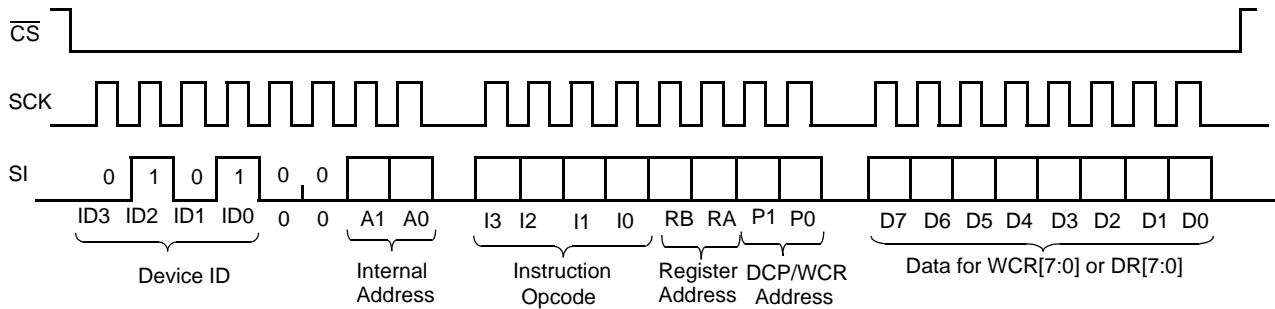 CS
SCK
SI
0 1 0 1 0 0
ID3 ID2 ID1 ID0 0 0 A1 A0 I3 I2 I1 I0 RB RA P1 P0 D7 D6 D5 D4 D3 D2 D1 D0
Device ID
Internal
Address
Instruction
Opcode
Register
Address
DCP/WCR
Address
Data for WCR[7:0] or DR[7:0]